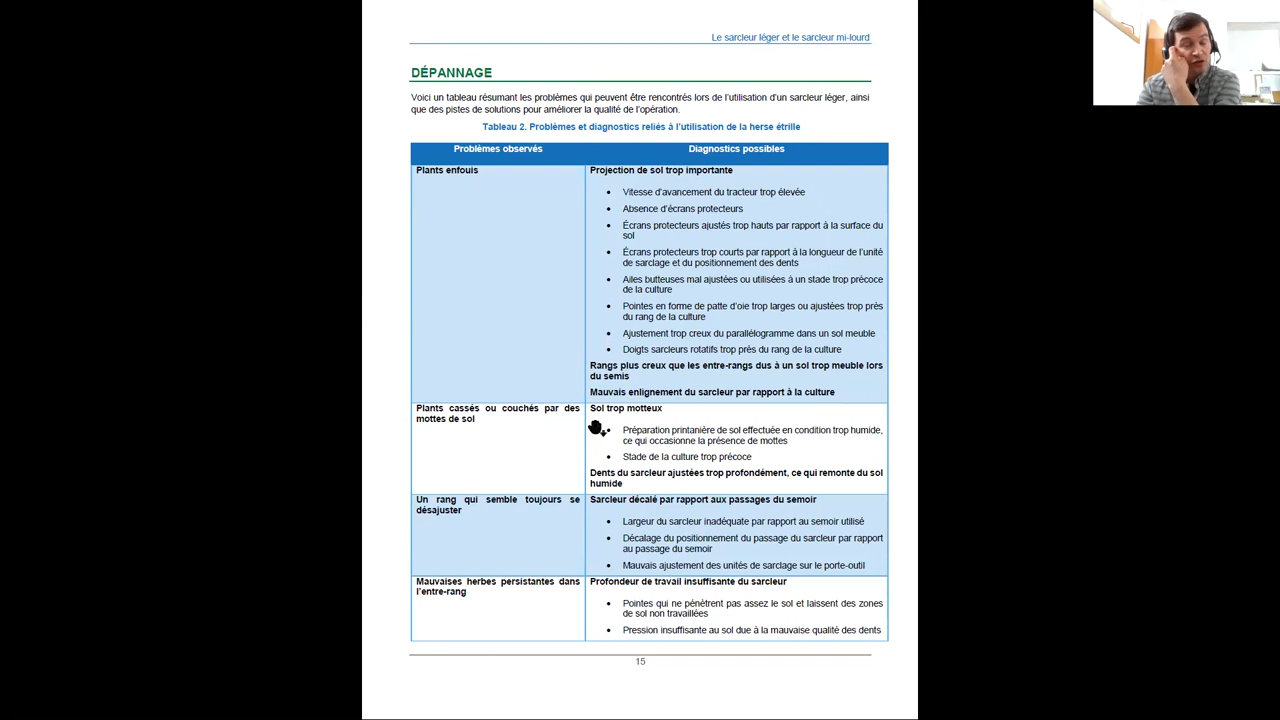 Le sarcleur léger et le sarcleur mi-lourd
DÉPANNAGE
Voici un tableau résumant les problèmes qui peuvent être rencontrés lors de l'utilisation d'un sarcleur léger, ainsi
que des pistes de solutions pour améliorer la qualité de l'opération.
Tableau 2. Problèmes et diagnostics reliés à l'utilisation de la herse étrille
Problèmes observés
Diagnostics possibles
Plants enfouis
Projection de sol trop importante
• Vitesse d'avancement du tracteur trop élevée
• Absence d'écrans protecteurs
• Écrans protecteurs ajustés trop hauts par rapport à la surface du
sol
• Écrans protecteurs trop courts par rapport à la longueur de l'unité
de sarclage et du positionnement des dents
• Ailes butteuses mal ajustées ou utilisées à un stade trop précoce
de la culture
• Pointes en forme de patte d'oie trop larges ou ajustées trop près
du rang de la culture
• Ajustement trop creux du parallélogramme dans un sol meuble
• Doigts sarcleurs rotatifs trop près du rang de la culture
Rangs plus creux que les entre-rangs dus à un sol trop meuble lors
du semis
Mauvais enlignement du sarcleur par rapport à la culture
Plants cassés ou couchés par des
mottes de sol
Sol trop motteux
• Préparation printanière de sol effectuée en condition trop humide,
ce qui occasionne la présence de mottes
• Stade de la culture trop précoce
Dents du sarcleur ajustées trop profondément, ce qui remonte du sol
humide
Un rang qui semble toujours se
désajuster
Sarcleur décalé par rapport aux passages du semoir
• Largeur du sarcleur inadéquate par rapport au semoir utilisé
• Décalage du positionnement du passage du sarcleur par rapport
au passage du semoir
• Mauvais ajustement des unités de sarclage sur le porte-outil
Mauvaises herbes persistantes dans
l'entre-rang
Profondeur de travail insuffisante du sarcleur
• Pointes qui ne pénètrent pas assez le sol et laissent des zones
de sol non travaillées
• Pression insuffisante au sol due à la mauvaise qualité des dents
15